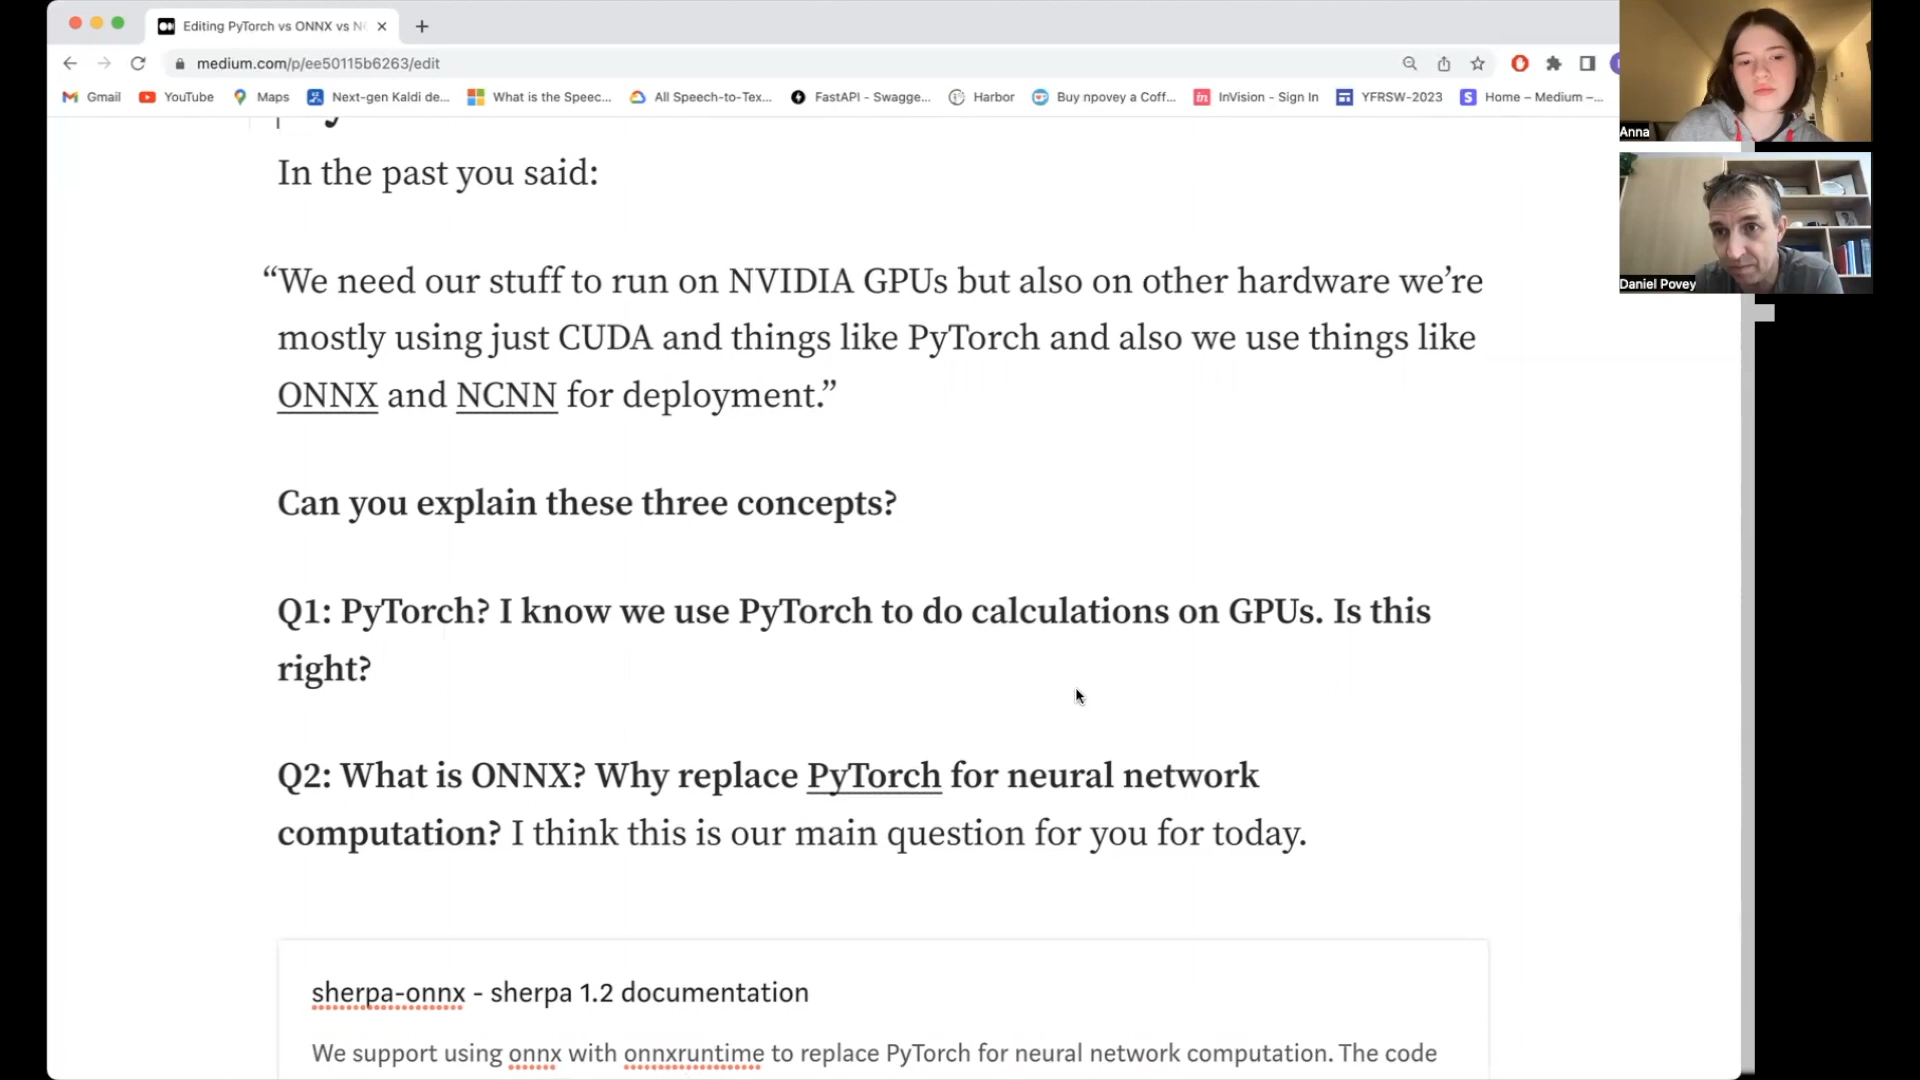 Editing PyTorch vs ONNX vs N
medium.com/p/ee50115b6263/edit
Gmail YouTube Maps Next-gen Kaldi de... What is the Speec... All Speech-to-Tex... FastAPI - Swagge... Harbor Buy npovey a Coff... InVision - Sign In YFRSW-2023 Home – Medium –...
Anna
Daniel Povey
In the past you said:
“We need our stuff to run on NVIDIA GPUs but also on other hardware we’re
mostly using just CUDA and things like PyTorch and also we use things like
ONNX and NCNN for deployment.”
Can you explain these three concepts?
Q1: PyTorch? I know we use PyTorch to do calculations on GPUs. Is this
right?
Q2: What is ONNX? Why replace PyTorch for neural network
computation? I think this is our main question for you for today.
sherpa-onnx - sherpa 1.2 documentation
We support using onnx with onnxruntime to replace PyTorch for neural network computation. The code